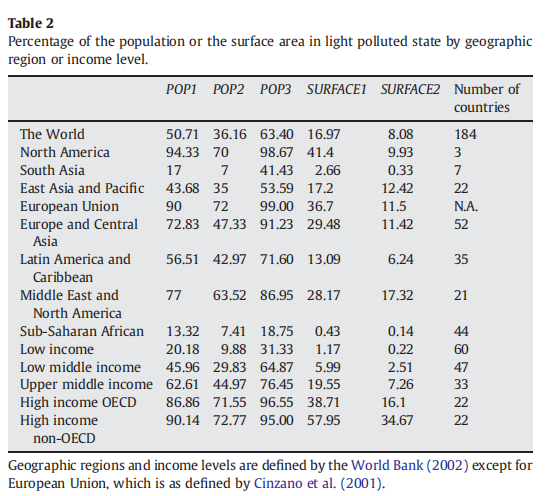 Table 2
Percentage of the population or the surface area in light polluted state by geographic
region or income level.
POP1 POP2 POP3 SURFACE1 SURFACE2 Number of
countries
The World 50.71 36.16 63.40 16.97 8.08 184
North America 94.33 70 98.67 41.4 9.93 3
South Asia 17 7 41.43 2.66 0.33 7
East Asia and Pacific 43.68 35 53.59 17.2 12.42 22
European Union 90 72 99.00 36.7 11.5 N.A.
Europe and Central 72.83 47.33 91.23 29.48 11.42 52
Asia
Latin America and 56.51 42.97 71.60 13.09 6.24 35
Caribbean
Middle East and 77 63.52 86.95 28.17 17.32 21
North America
Sub-Saharan African 13.32 7.41 18.75 0.43 0.14 44
Low income 20.18 9.88 31.33 1.17 0.22 60
Low middle income 45.96 29.83 64.87 5.99 2.51 47
Upper middle income 62.61 44.97 76.45 19.55 7.26 33
High income OECD 86.86 71.55 96.55 38.71 16.1 22
High income 90.14 72.77 95.00 57.95 34.67 22
non-OECD
Geographic regions and income levels are defined by the World Bank (2002) except for
European Union, which is as defined by Cinzano et al. (2001).